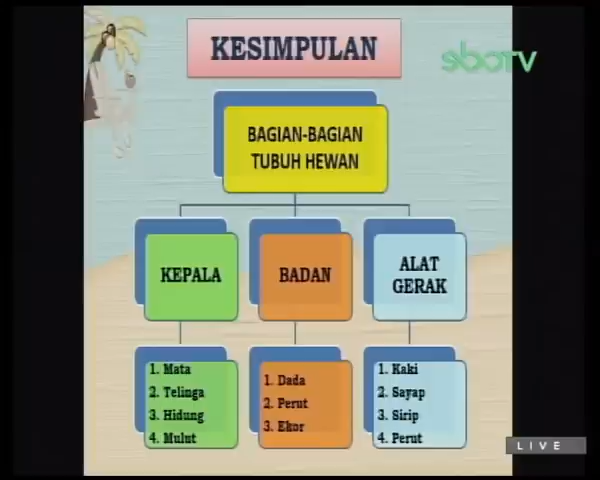 KESIMPULAN
sboTV
BAGIAN-BAGIAN
TUBUH HEWAN
KEPALA
BADAN
ALAT
GERAK
1. Mata
2. Telinga
3. Hidung
4. Mulut
1. Dada
2. Perut
3. Ekor
1. Kaki
2. Sayap
3. Sirip
4. Perut
LIVE